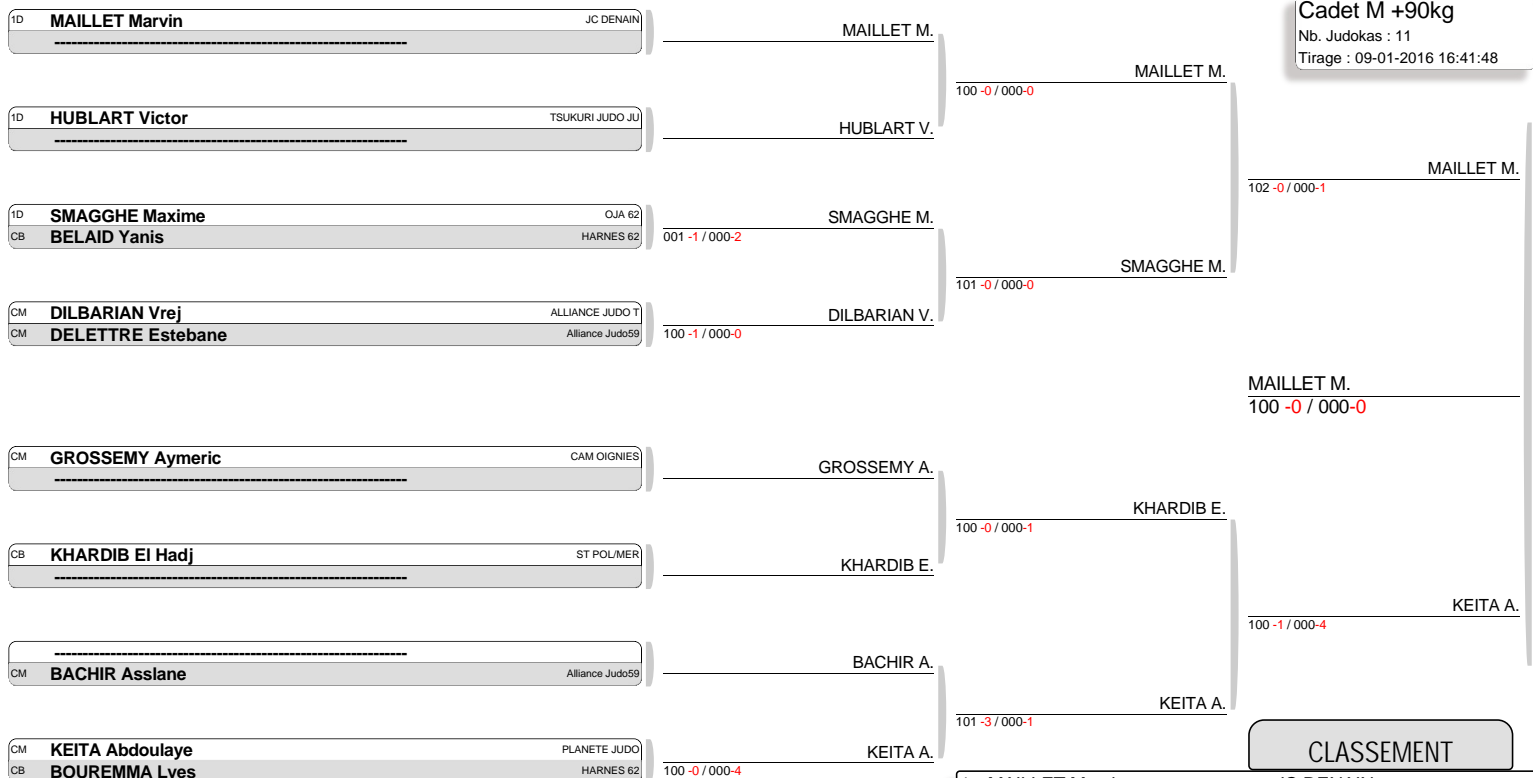 Cadet M +90kg
Nb. Judokas : 11
Tirage : 09-01-2016 16:41:48
1D MAILLET Marvin JC DENAIN
----------------------------------------------------------------
1D HUBLART Victor TSUKURI JUDO JU
----------------------------------------------------------------
1D SMAGGHE Maxime OJA 62
CB BELAID Yanis HARNES 62
CM DILBARIAN Vrej ALLIANCE JUDO T
CM DELETTRE Estebane Alliance Judo59
CM GROSSEMY Aymeric CAM OIGNIES
----------------------------------------------------------------
CB KHARDIB El Hadj ST POL/MER
----------------------------------------------------------------
----------------------------------------------------------------
CM BACHIR Asslane Alliance Judo59
CM KEITA Abdoulaye PLANETE JUDO
CB BOUREMMA Lyes HARNES 62
MAILLET M.
HUBLART V.
SMAGGHE M.
001 -1 / 000-2
DILBARIAN V.
100 -1 / 000-0
GROSSEMY A.
KHARDIB E.
BACHIR A.
KEITA A.
100 -0 / 000-4
MAILLET M.
100 -0 / 000-0
SMAGGHE M.
101 -0 / 000-0
KHARDIB E.
100 -0 / 000-1
KEITA A.
101 -3 / 000-1
MAILLET M.
102 -0 / 000-1
MAILLET M.
100 -0 / 000-0
KEITA A.
100 -1 / 000-4
CLASSEMENT